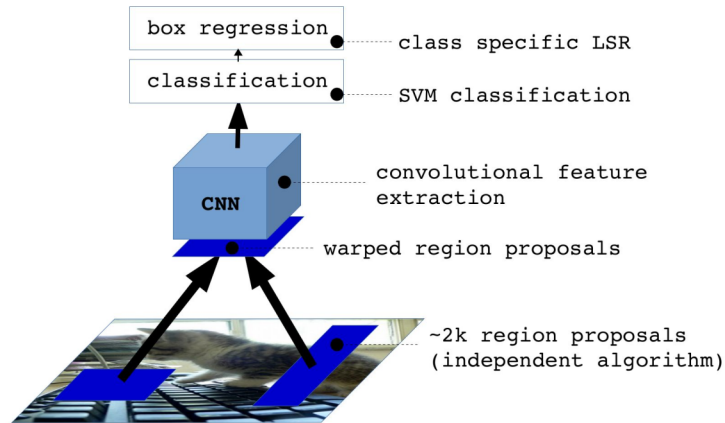 box regression
class specific LSR
classification
SVM classification
CNN
convolutional feature
extraction
warped region proposals
~2k region proposals
(independent algorithm)